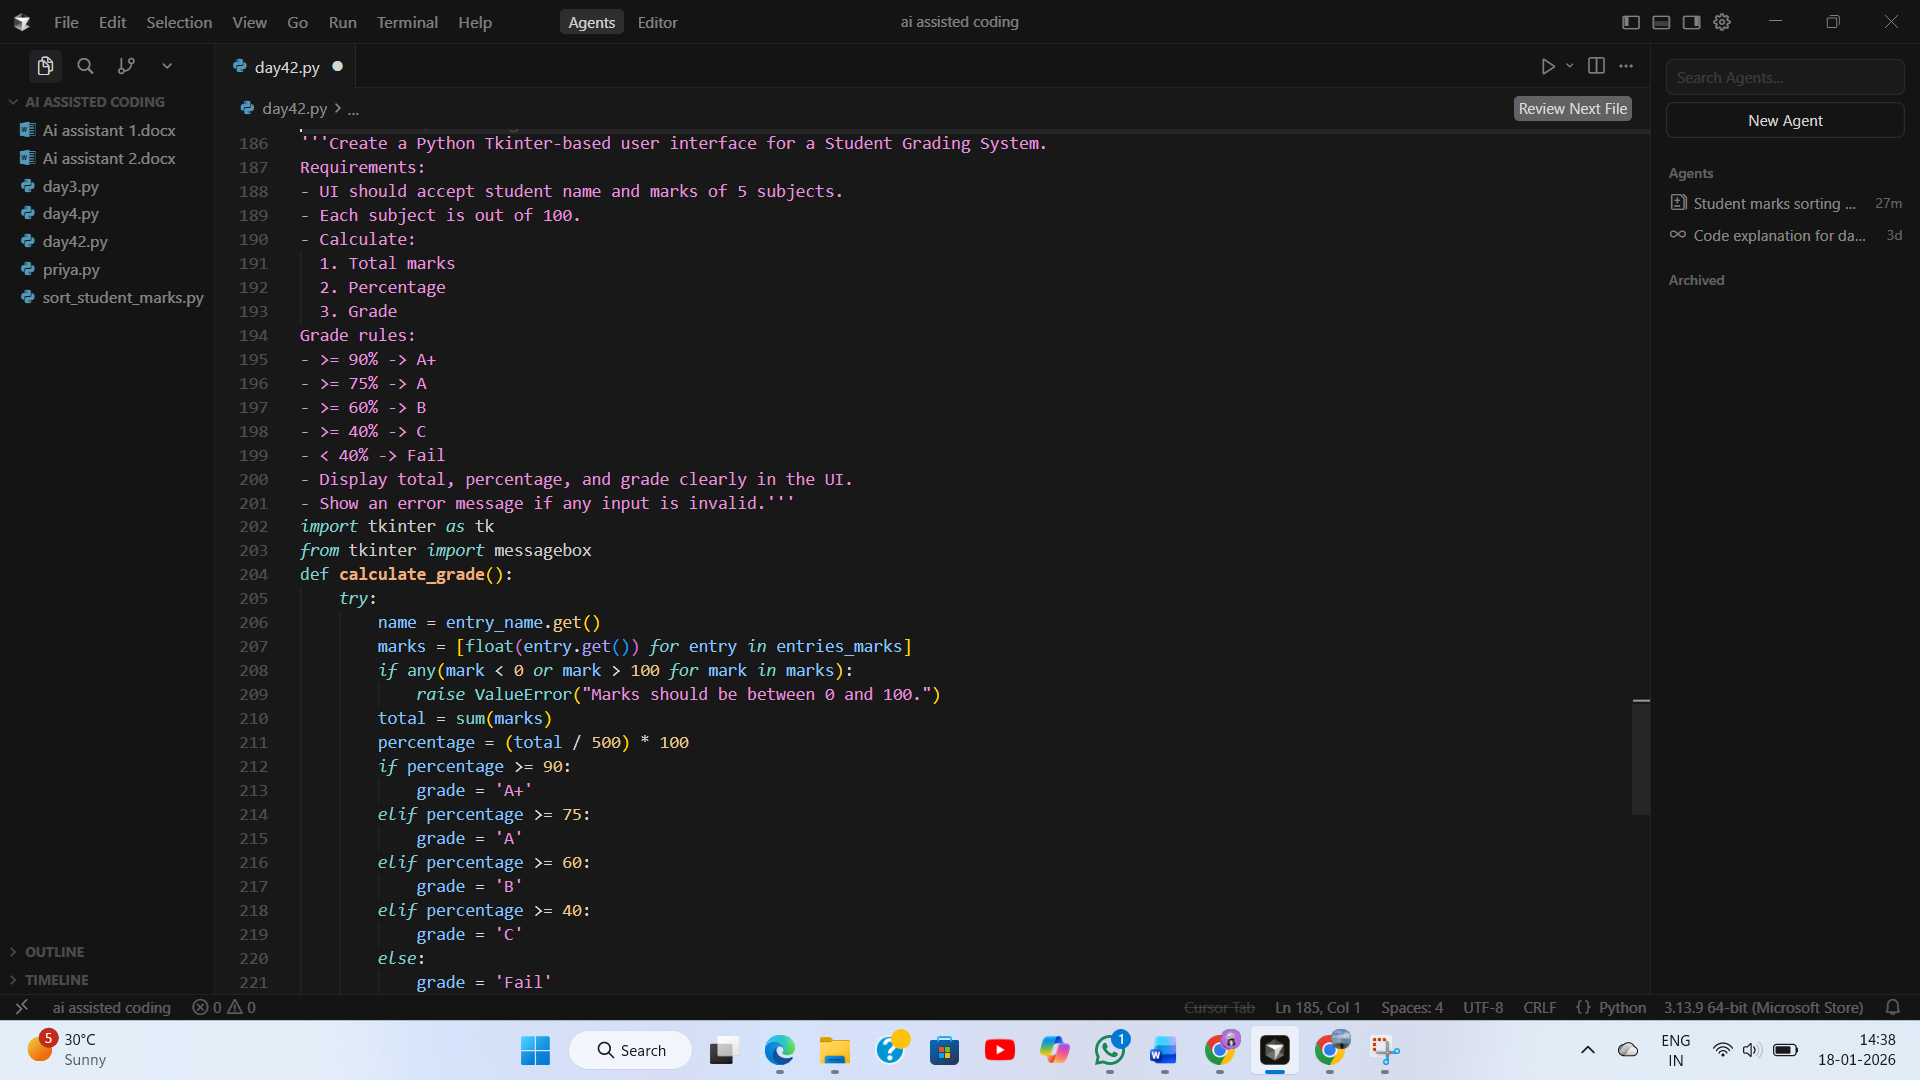 File Edit Selection View Go Run Terminal Help Agents Editor ai assisted coding
day42.py
AI ASSISTED CODING
Ai assistant 1.docx
Ai assistant 2.docx
day3.py
day4.py
day42.py
priya.py
sort_student_marks.py
OUTLINE
TIMELINE
day42.py > ...
Review Next File
186 '''Create a Python Tkinter-based user interface for a Student Grading System.
187 Requirements:
188 - UI should accept student name and marks of 5 subjects.
189 - Each subject is out of 100.
190 - Calculate:
191 1. Total marks
192 2. Percentage
193 3. Grade
194 Grade rules:
195 - >= 90% -> A+
196 - >= 75% -> A
197 - >= 60% -> B
198 - >= 40% -> C
199 - < 40% -> Fail
200 - Display total, percentage, and grade clearly in the UI.
201 - Show an error message if any input is invalid.'''
202 import tkinter as tk
203 from tkinter import messagebox
204 def calculate_grade():
205 try:
206 name = entry_name.get()
207 marks = [float(entry.get()) for entry in entries_marks]
208 if any(mark < 0 or mark > 100 for mark in marks):
209 raise ValueError("Marks should be between 0 and 100.")
210 total = sum(marks)
211 percentage = (total / 500) * 100
212 if percentage >= 90:
213 grade = 'A+'
214 elif percentage >= 75:
215 grade = 'A'
216 elif percentage >= 60:
217 grade = 'B'
218 elif percentage >= 40:
219 grade = 'C'
220 else:
221 grade = 'Fail'
Search Agents...
New Agent
Agents
Student marks sorting ... 27m
Code explanation for da... 3d
Archived
ai assisted coding 0 0 Cursor Tab Ln 185, Col 1 Spaces: 4 UTF-8 CRLF {} Python 3.13.9 64-bit (Microsoft Store)
5
30°C
Sunny
Search
1
ENG
IN
14:38
18-01-2026